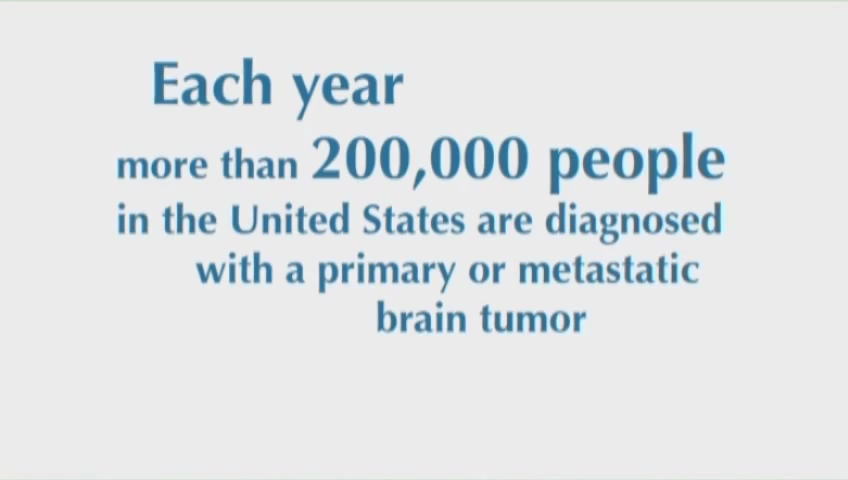 Each year
more than 200,000 people
in the United States are diagnosed
with a primary or metastatic
brain tumor